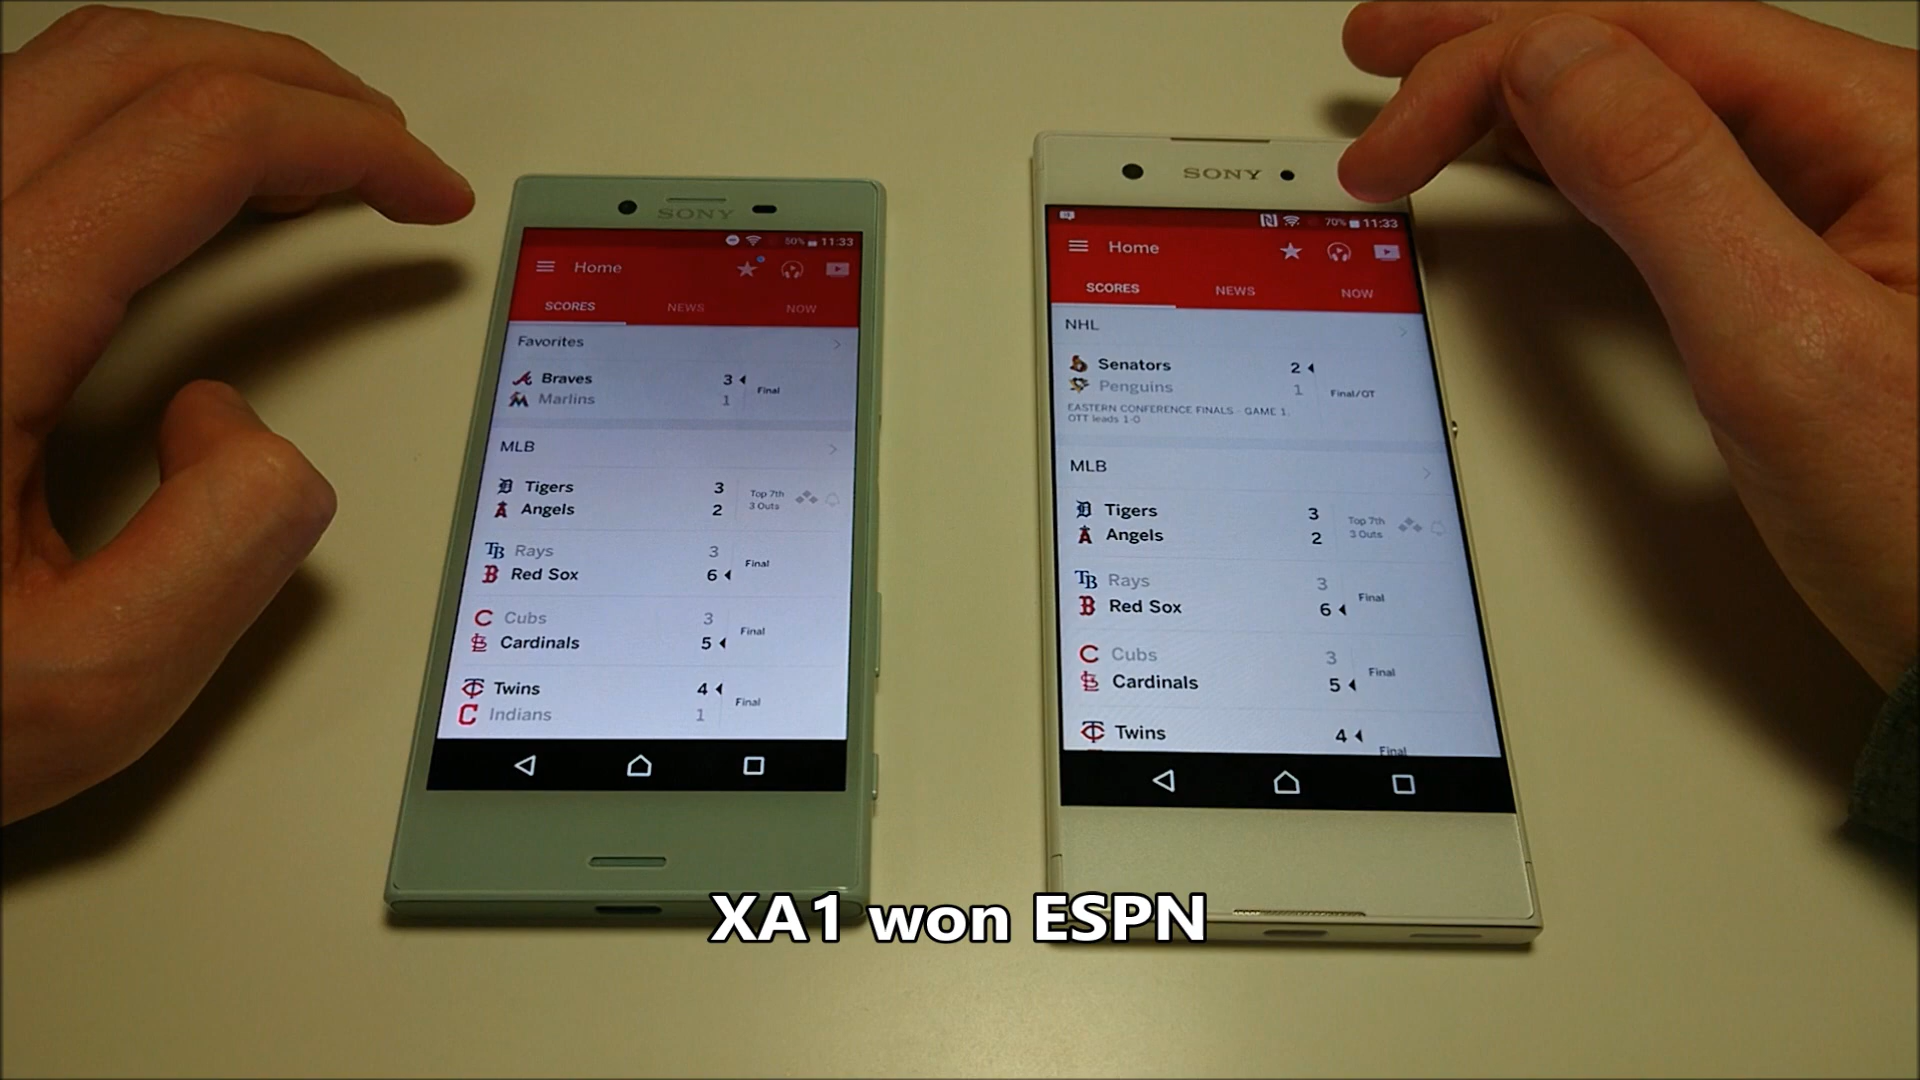 SONY
50% 11:33
Home
SCORES NEWS NOW
Favorites
Braves 3
Marlins 1
Final
MLB
Tigers 3
Angels 2
Top 7th
3 Outs
Rays 3
Red Sox 6
Final
Cubs 3
Cardinals 5
Final
Twins 4
Indians 1
Final
SONY
70% 11:33
Home
SCORES NEWS NOW
NHL
Senators 2
Penguins 1
Final/OT
EASTERN CONFERENCE FINALS - GAME 1
OTT leads 1-0
MLB
Tigers 3
Angels 2
Top 7th
3 Outs
Rays 3
Red Sox 6
Final
Cubs 3
Cardinals 5
Final
Twins 4
Final
XA1 won ESPN